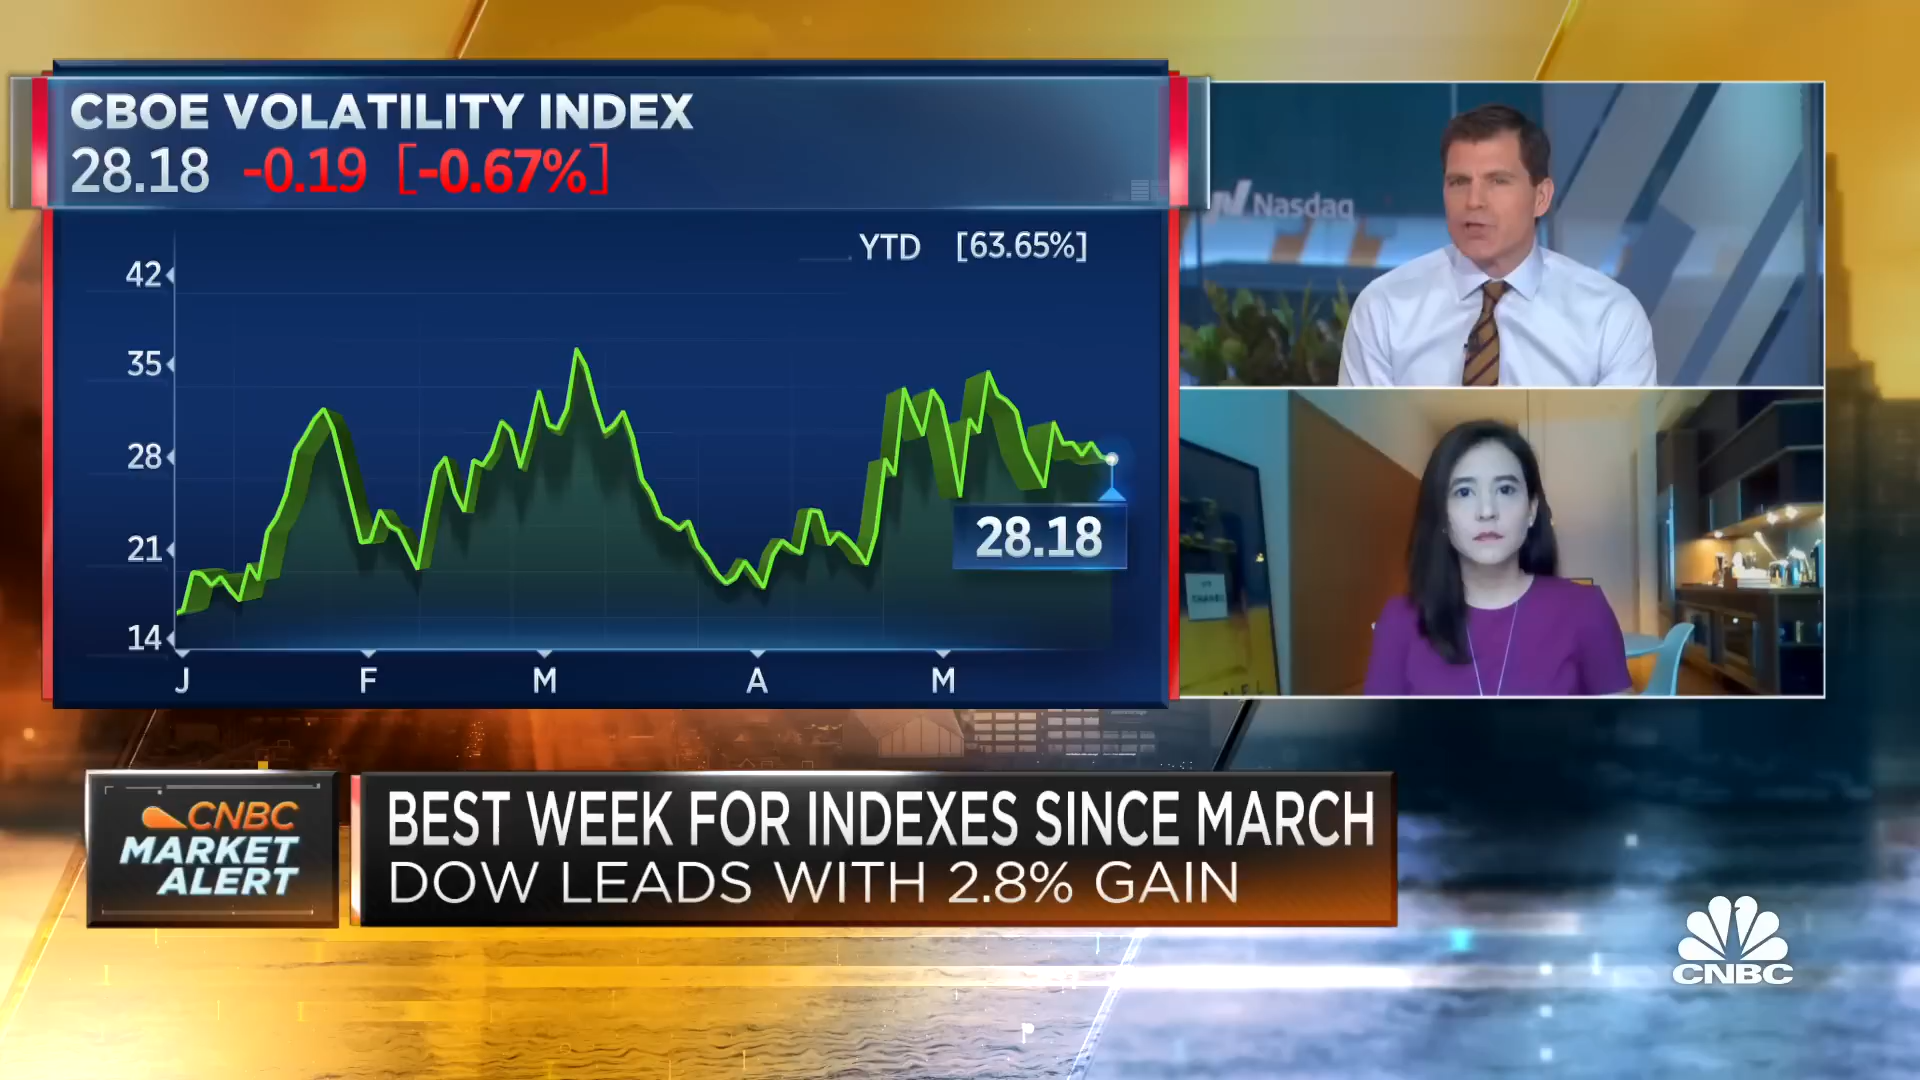 CBOE VOLATILITY INDEX
28.18 -0.19 [-0.67%]
YTD [63.65%]
42
35
28
21
14
28.18
J F M A M
Nasdaq
CHANEL
CNBC
MARKET
ALERT
BEST WEEK FOR INDEXES SINCE MARCH
DOW LEADS WITH 2.8% GAIN
CNBC